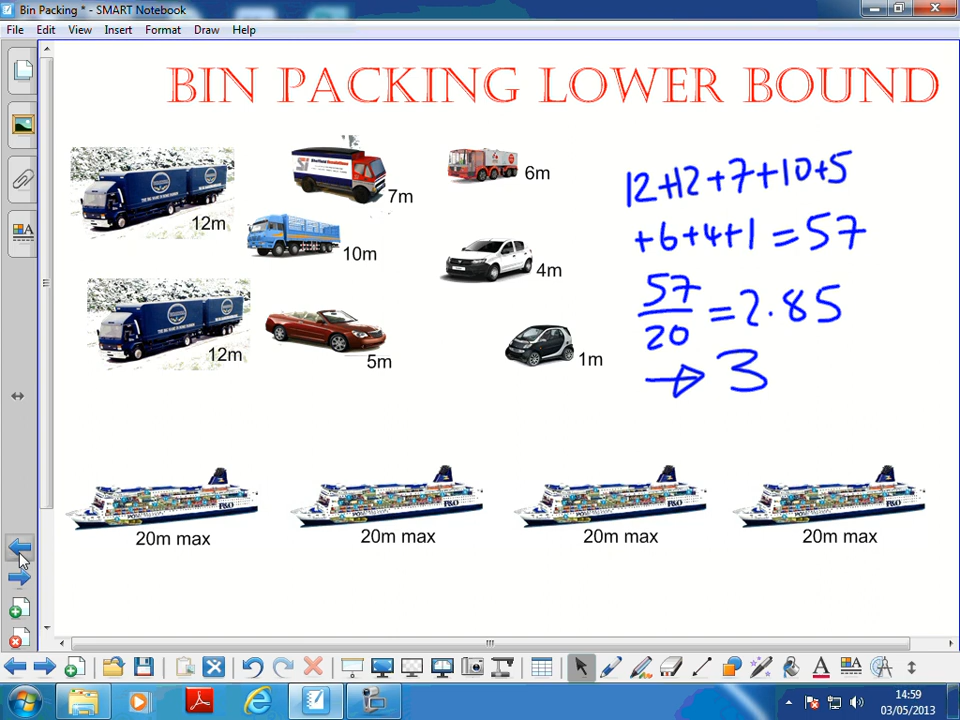 Bin Packing * - SMART Notebook
File Edit View Insert Format Draw Help
BIN PACKING LOWER BOUND
12m
7m
6m
10m
4m
12m
5m
1m
12+12+7+10+5
+6+4+1=57
57
20
=2.85
→ 3
P&O
P&O
P&O
P&O
20m max
20m max
20m max
20m max
14:59
03/05/2013